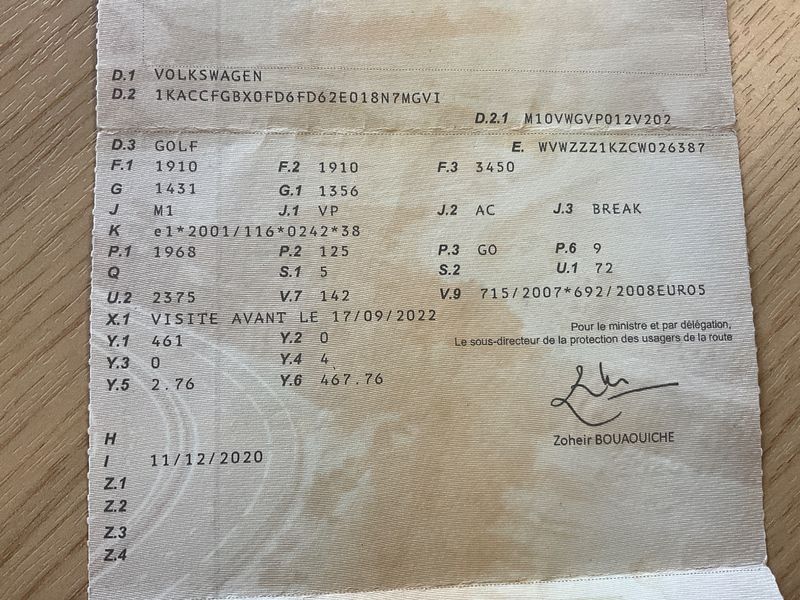 D.1 VOLKSWAGEN
D.2 1KACCFGBX0FD6FD62E018N7MGVI
D.2.1 M10VWGVP012V202
D.3 GOLF E. WVWZZZ1KZCW026387
F.1 1910 F.2 1910 F.3 3450
G 1431 G.1 1356
J M1 J.1 VP J.2 AC J.3 BREAK
K e1*2001/116*0242*38
P.1 1968 P.2 125 P.3 GO P.6 9
Q S.1 5 S.2 U.1 72
U.2 2375 V.7 142 V.9 715/2007*692/2008EURO5
X.1 VISITE AVANT LE 17/09/2022
Pour le ministre et par délégation,
Le sous-directeur de la protection des usagers de la route
Y.1 461 Y.2 0
Y.3 0 Y.4 4
Y.5 2.76 Y.6 467.76
Zoheir BOUAOUICHE
H
I 11/12/2020
Z.1
Z.2
Z.3
Z.4